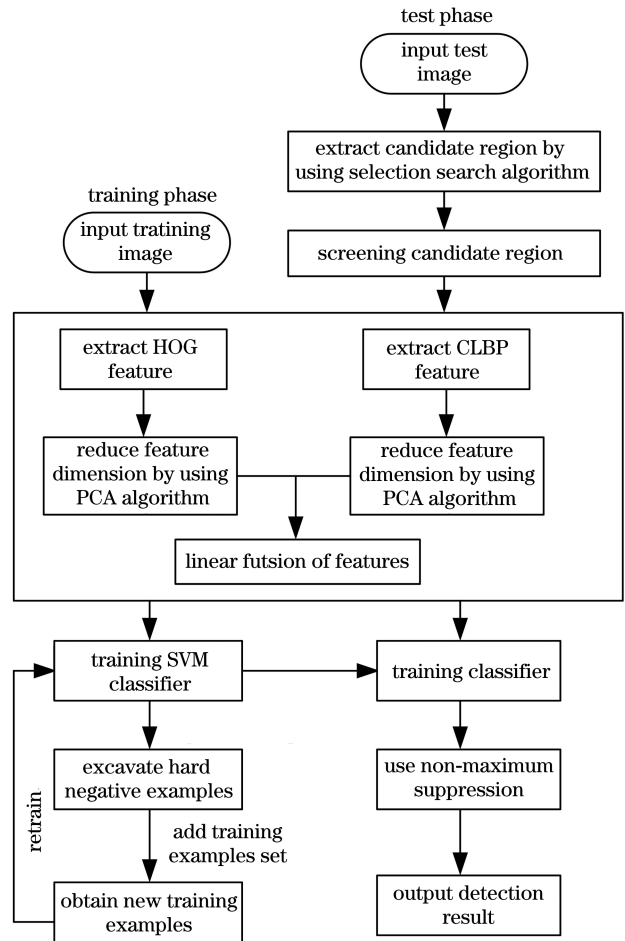 test phase
input test
image
extract candidate region by
using selection search algorithm
training phase
input tratining
image
screening candidate region
extract HOG
feature
extract CLBP
feature
reduce feature
dimension by using
PCA algorithm
reduce feature
dimension by using
PCA algorithm
linear futsion of features
training SVM
classifier
training classifier
excavate hard
negative examples
use non-maximum
suppression
retrain
add training
examples set
obtain new training
examples
output detection
result